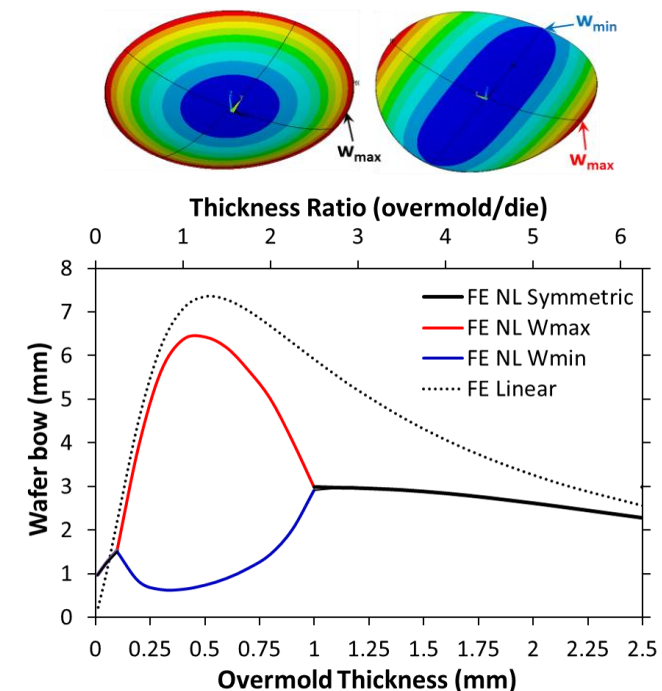 Wmin
Wmax
Wmax
Thickness Ratio (overmold/die)
0 1 2 3 4 5 6
8
7
6
5
4
3
2
1
0
Wafer bow (mm)
FE NL Symmetric
FE NL Wmax
FE NL Wmin
FE Linear
0 0.25 0.5 0.75 1 1.25 1.5 1.75 2 2.25 2.5
Overmold Thickness (mm)